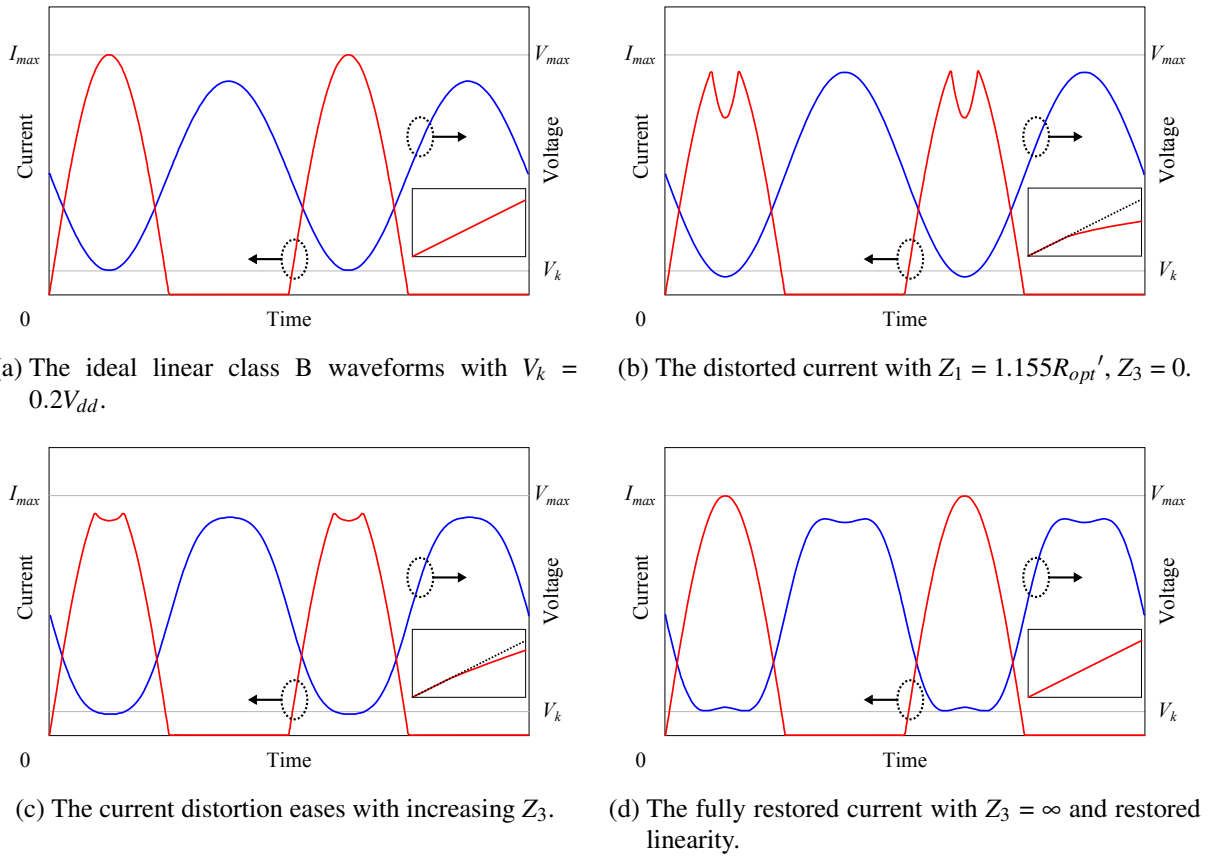 I_max
V_max
Current
Voltage
V_k
0
Time
(a) The ideal linear class B waveforms with V_k =
0.2V_dd.
I_max
V_max
Current
Voltage
V_k
0
Time
(b) The distorted current with Z_1 = 1.155R_opt′, Z_3 = 0.
I_max
V_max
Current
Voltage
V_k
0
Time
(c) The current distortion eases with increasing Z_3.
I_max
V_max
Current
Voltage
V_k
0
Time
(d) The fully restored current with Z_3 = ∞ and restored
linearity.